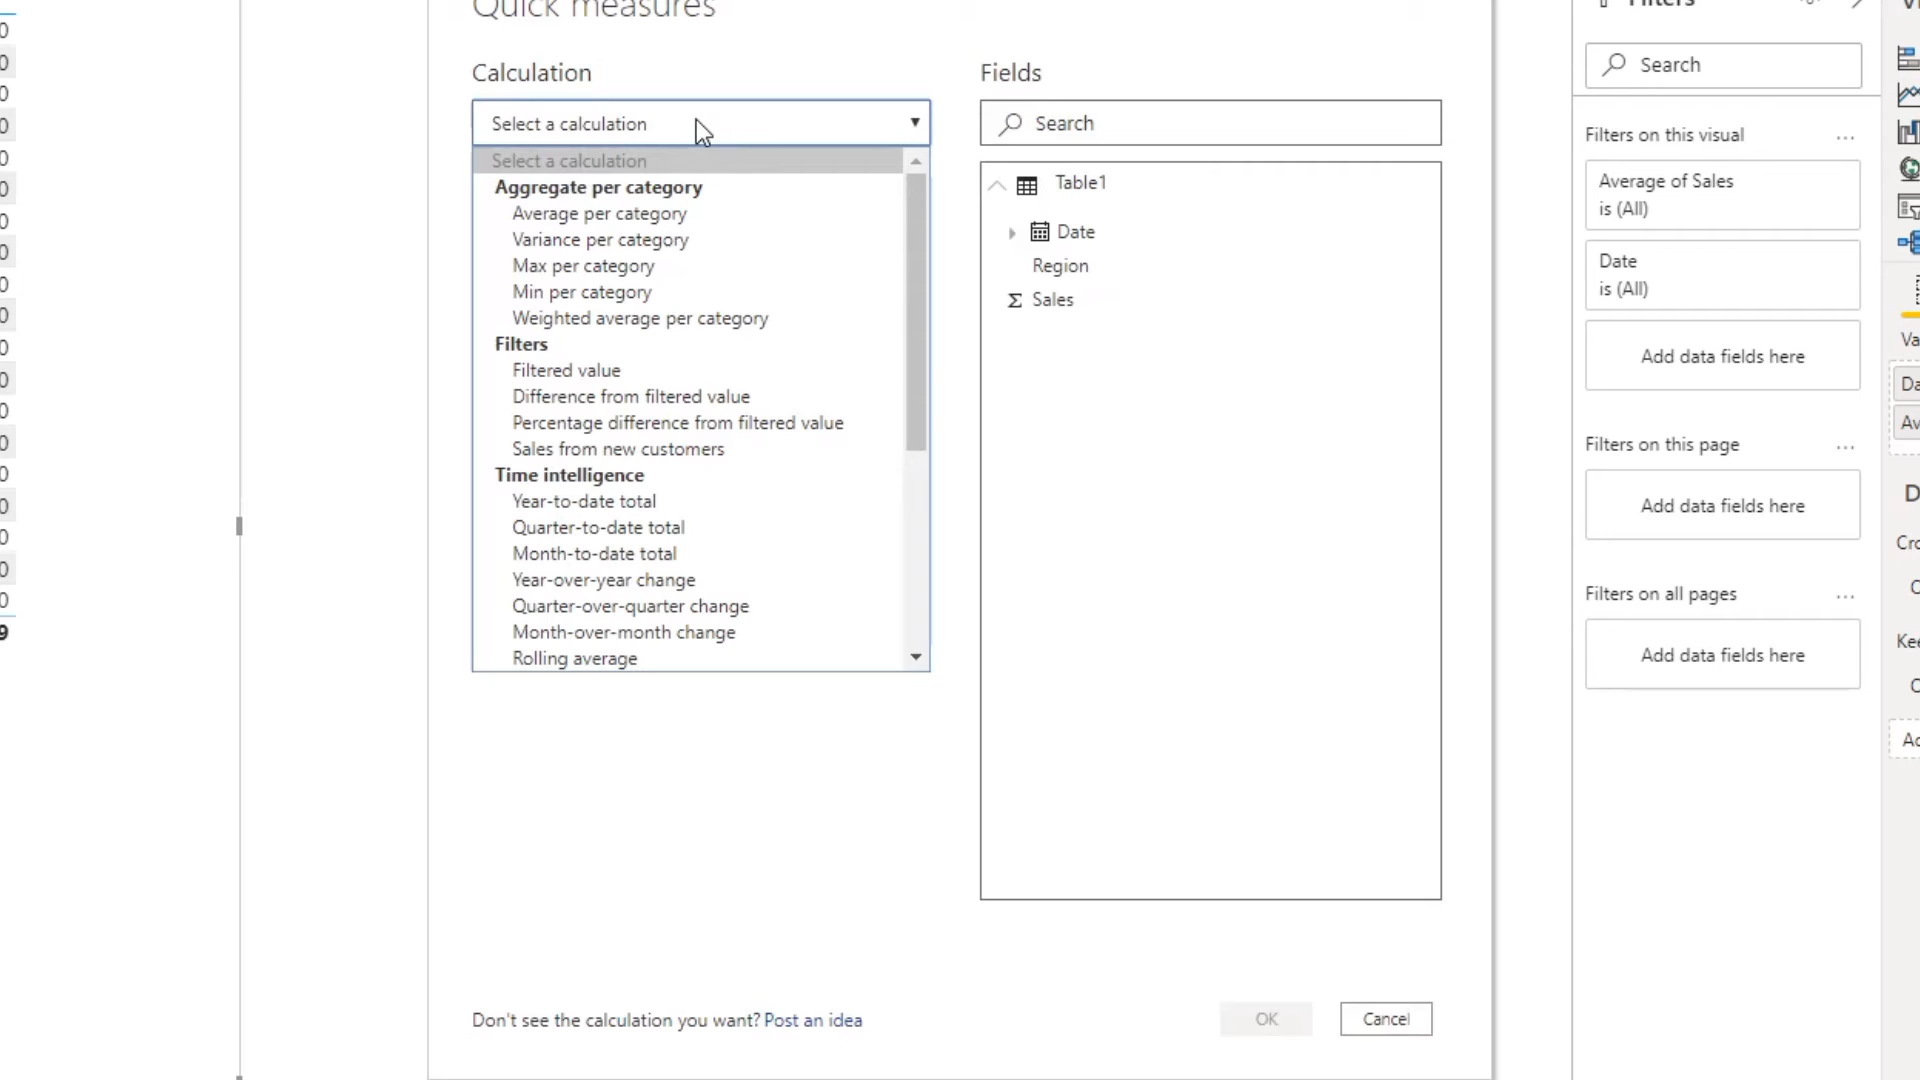 Quick measures
Calculation
Select a calculation
Select a calculation
Aggregate per category
Average per category
Variance per category
Max per category
Min per category
Weighted average per category
Filters
Filtered value
Difference from filtered value
Percentage difference from filtered value
Sales from new customers
Time intelligence
Year-to-date total
Quarter-to-date total
Month-to-date total
Year-over-year change
Quarter-over-quarter change
Month-over-month change
Rolling average
Fields
Search
Table1
Date
Region
Σ Sales
Don't see the calculation you want? Post an idea
OK
Cancel
Filters
Search
Filters on this visual ...
Average of Sales
is (All)
Date
is (All)
Add data fields here
Filters on this page ...
Add data fields here
Filters on all pages ...
Add data fields here